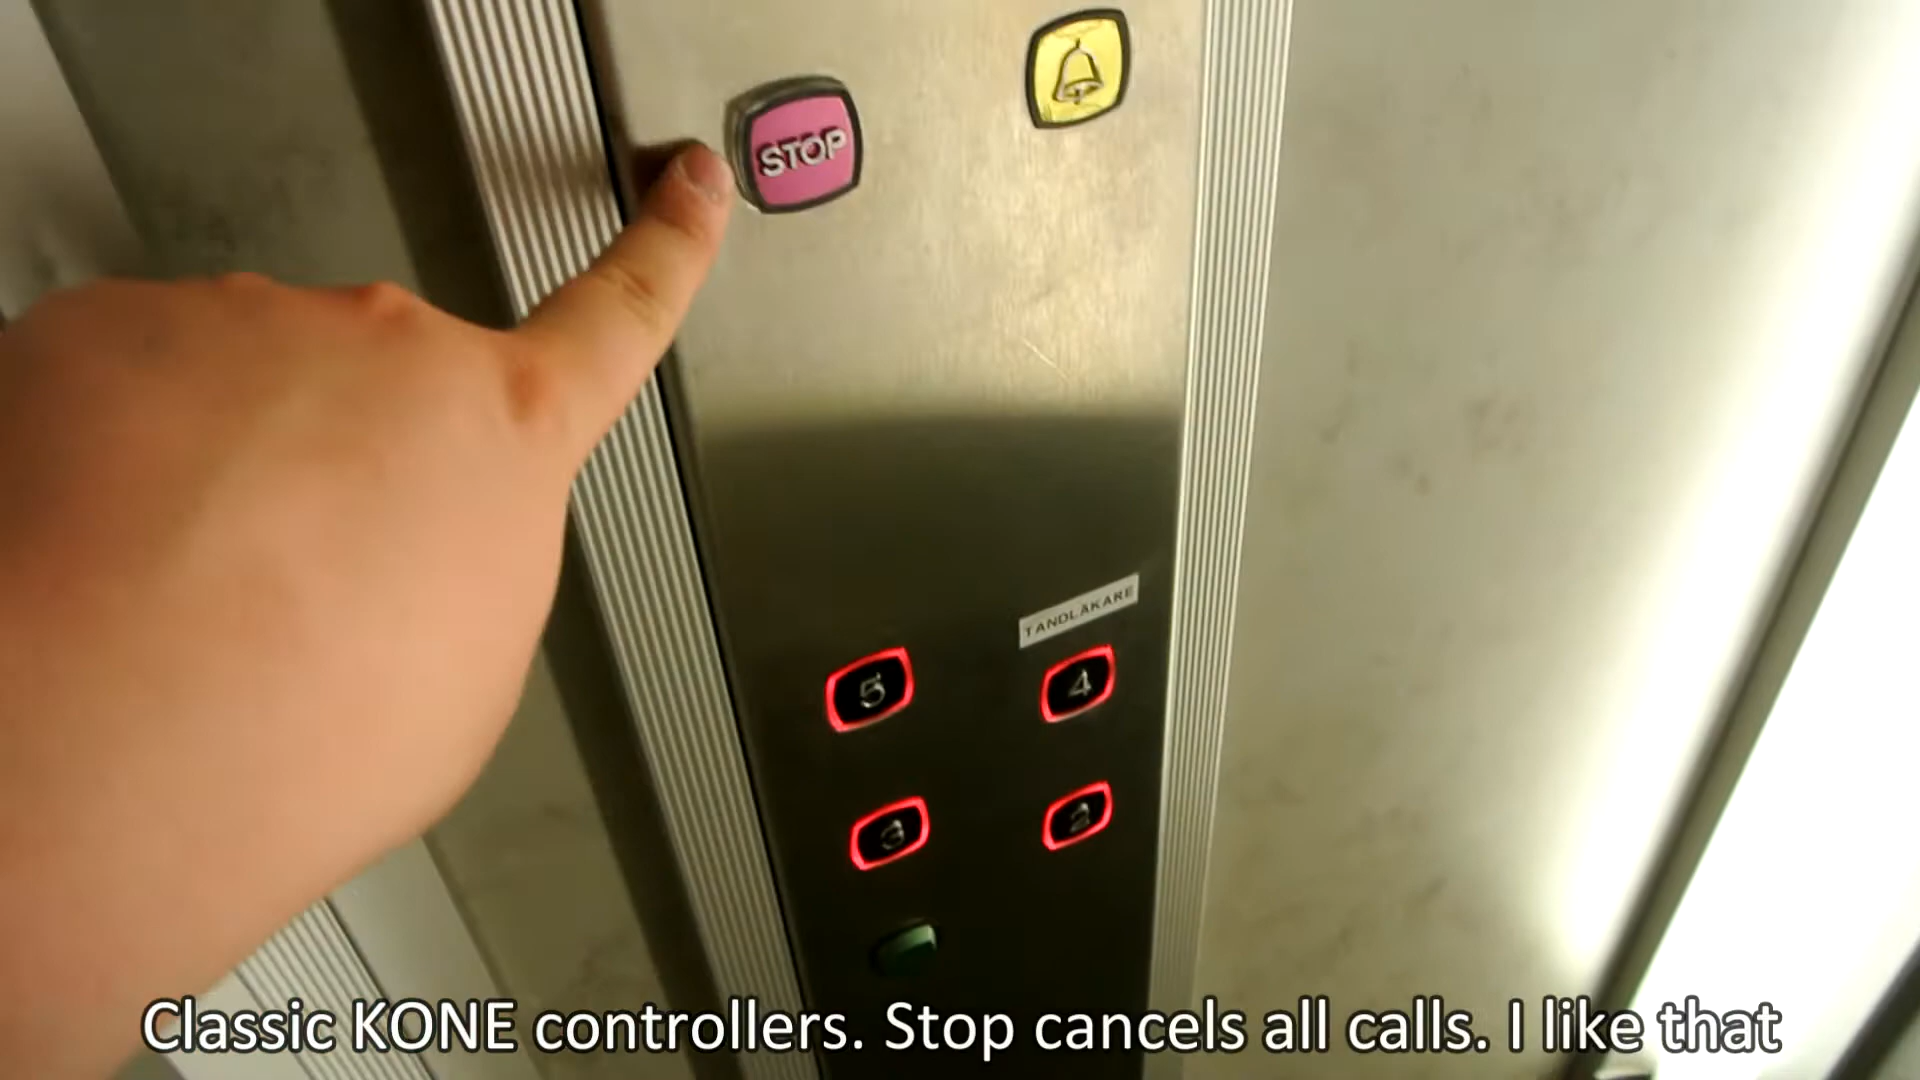 STOP
TANDLÄKARE
5
4
3
2
Classic KONE controllers. Stop cancels all calls. I like that